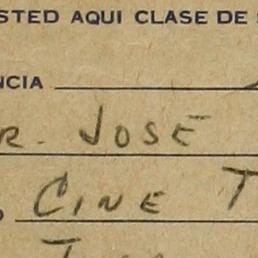 STED AQUI CLASE DE
NCIA
R. JOSE
CINE T